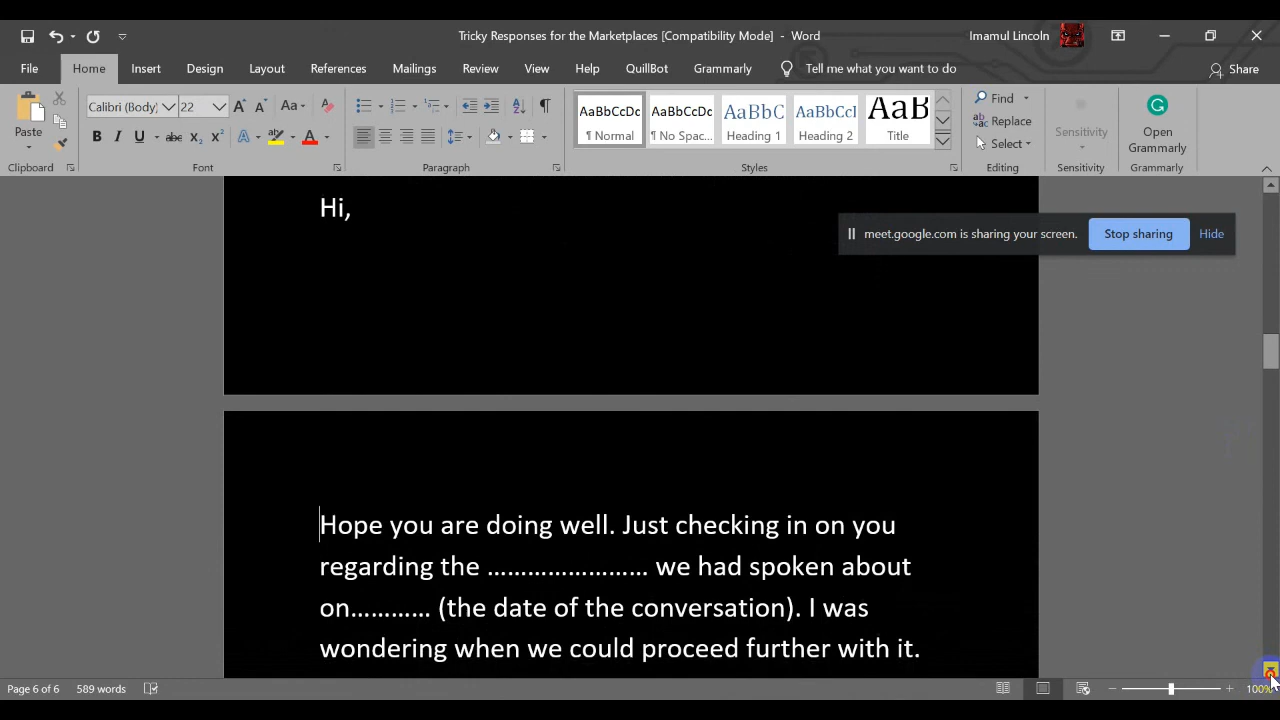 Tricky Responses for the Marketplaces [Compatibility Mode] - Word
Imamul Lincoln
File Home Insert Design Layout References Mailings Review View Help QuillBot Grammarly Tell me what you want to do Share
Calibri (Body) 22 A A Aa A
AaBbCcDc AaBbCcDc AaBbC AaBbCcI AaB
Find
Paste
B I U abc x₂ x² A A
¶ Normal ¶ No Spac... Heading 1 Heading 2 Title
Replace
Select
Sensitivity
Open Grammarly
Clipboard Font Paragraph Styles Editing Sensitivity Grammarly
Hi,
meet.google.com is sharing your screen. Stop sharing Hide
Hope you are doing well. Just checking in on you
regarding the ........................ we had spoken about
on............ (the date of the conversation). I was
wondering when we could proceed further with it.
Page 6 of 6 589 words 100%